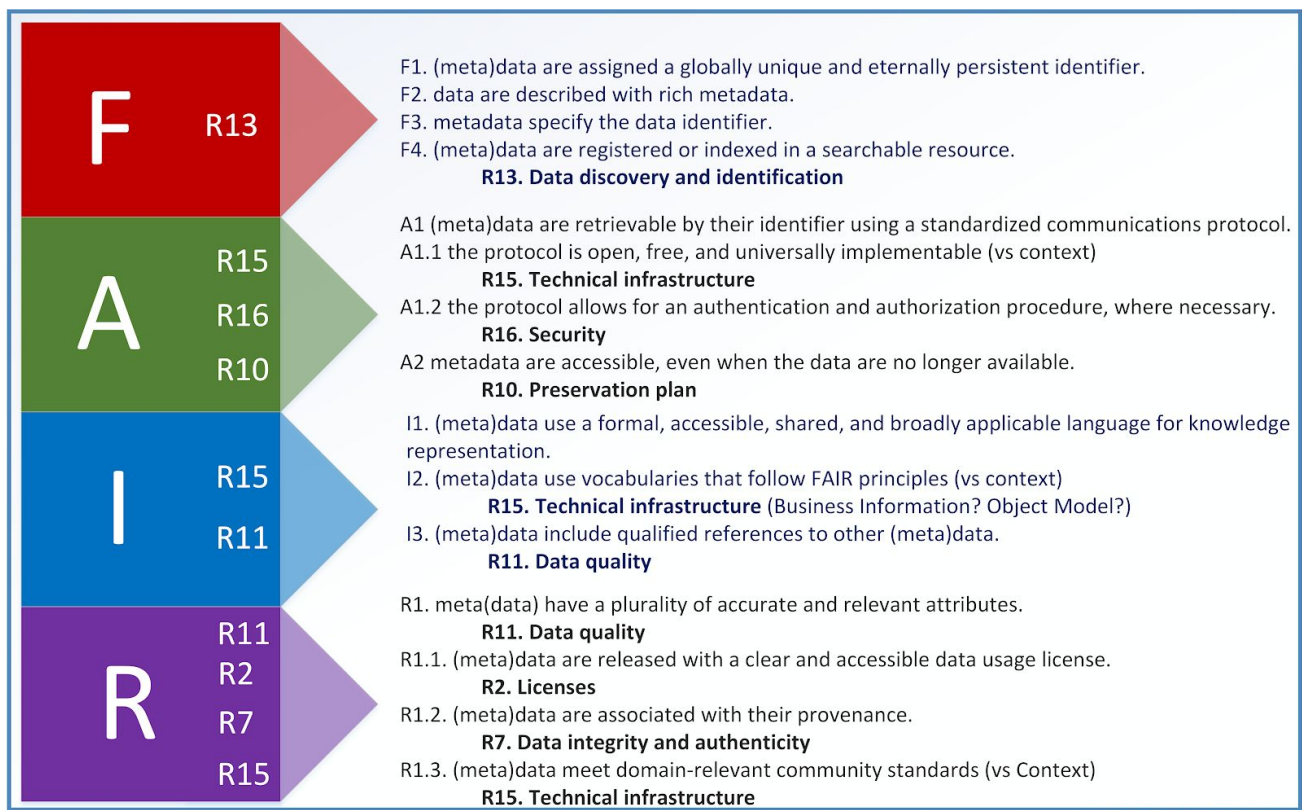 F
R13
F1. (meta)data are assigned a globally unique and eternally persistent identifier.
F2. data are described with rich metadata.
F3. metadata specify the data identifier.
F4. (meta)data are registered or indexed in a searchable resource.
R13. Data discovery and identification
A
R15
R16
R10
A1 (meta)data are retrievable by their identifier using a standardized communications protocol.
A1.1 the protocol is open, free, and universally implementable (vs context)
R15. Technical infrastructure
A1.2 the protocol allows for an authentication and authorization procedure, where necessary.
R16. Security
A2 metadata are accessible, even when the data are no longer available.
R10. Preservation plan
I
R15
R11
I1. (meta)data use a formal, accessible, shared, and broadly applicable language for knowledge
representation.
I2. (meta)data use vocabularies that follow FAIR principles (vs context)
R15. Technical infrastructure (Business Information? Object Model?)
I3. (meta)data include qualified references to other (meta)data.
R11. Data quality
R
R11
R2
R7
R15
R1. meta(data) have a plurality of accurate and relevant attributes.
R11. Data quality
R1.1. (meta)data are released with a clear and accessible data usage license.
R2. Licenses
R1.2. (meta)data are associated with their provenance.
R7. Data integrity and authenticity
R1.3. (meta)data meet domain-relevant community standards (vs Context)
R15. Technical infrastructure